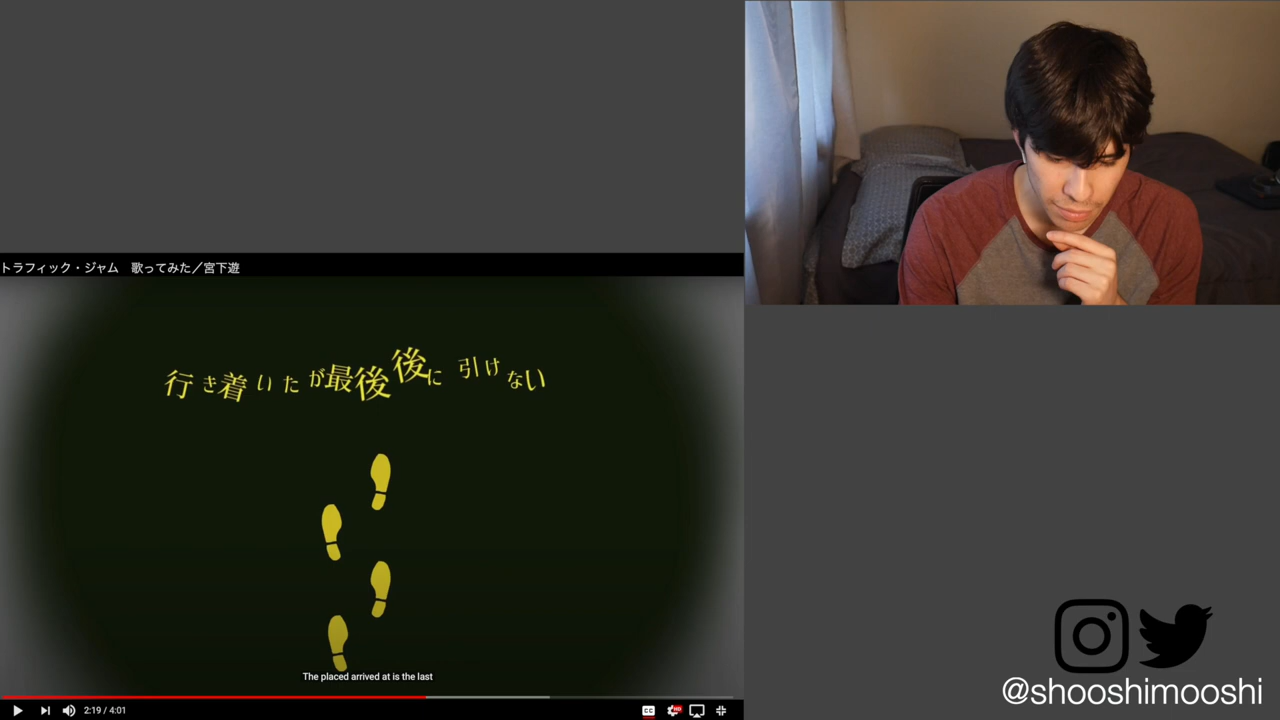 トラフィック・ジャム　歌ってみた／宮下遊
行き着いたが最後後に引けない
The placed arrived at is the last
2:19 / 4:01
CC
HD
@shooshimooshi